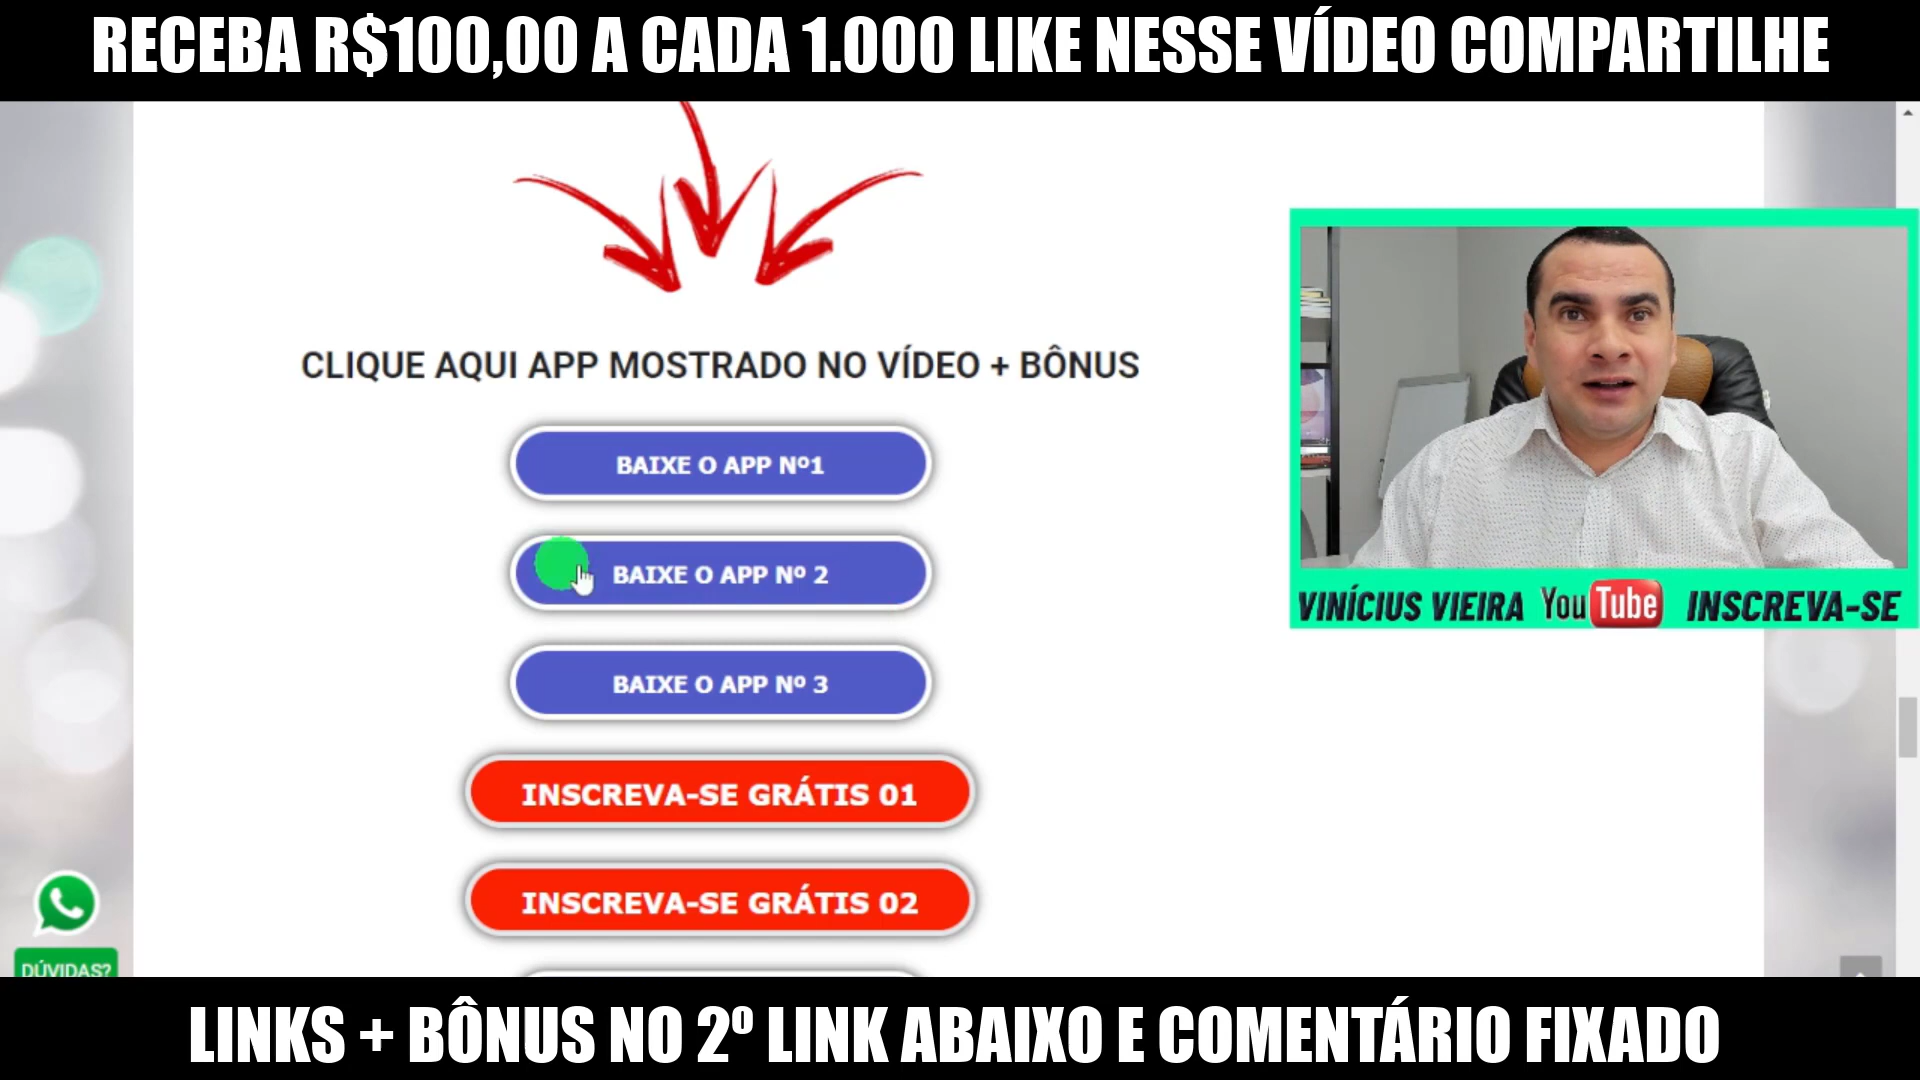 RECEBA R$100,00 A CADA 1.000 LIKE NESSE VÍDEO COMPARTILHE
CLIQUE AQUI APP MOSTRADO NO VÍDEO + BÔNUS
BAIXE O APP Nº1
BAIXE O APP Nº 2
BAIXE O APP Nº 3
INSCREVA-SE GRÁTIS 01
INSCREVA-SE GRÁTIS 02
VINÍCIUS VIEIRA YouTube INSCREVA-SE
DÚVIDAS?
LINKS + BÔNUS NO 2º LINK ABAIXO E COMENTÁRIO FIXADO